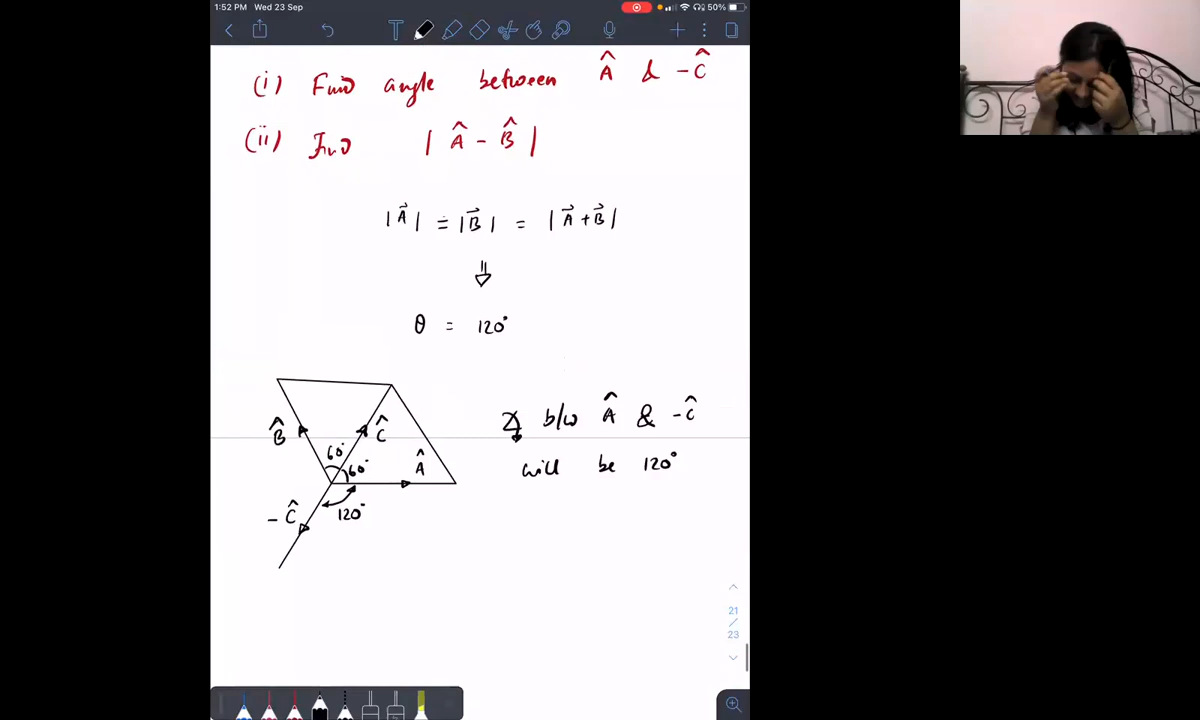 1:52 PM Wed 23 Sep
50%
(i) Find angle between Â & -Ĉ
(ii) Find | Â - B̂ |
|A⃗| = |B⃗| = |A⃗ + B⃗|
⇓
θ = 120°
B̂
Ĉ
60°
60°
Â
-Ĉ
120°
∠ b/w Â & -Ĉ
will be 120°
21
/
23